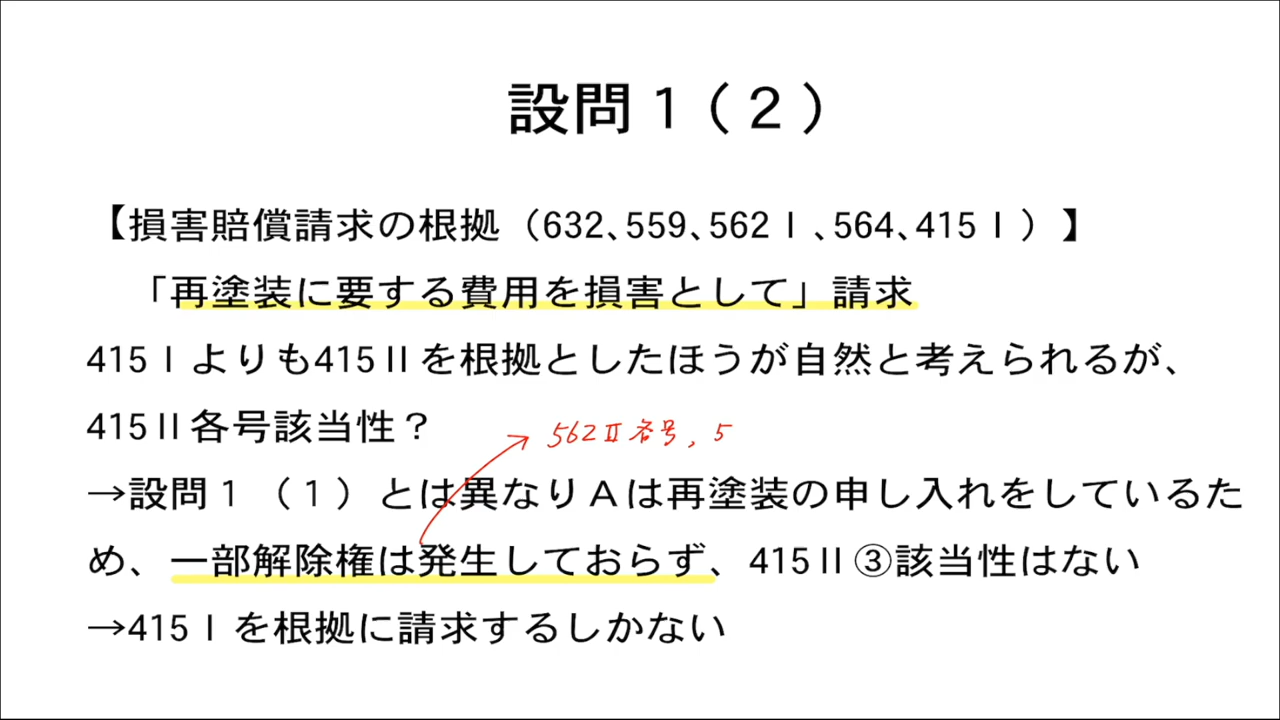 設問１（２）
【損害賠償請求の根拠（632､559､562Ⅰ､564､415Ⅰ）】
「再塗装に要する費用を損害として」請求
415Ⅰよりも415Ⅱを根拠としたほうが自然と考えられるが、
415Ⅱ各号該当性？
562Ⅱ各号, 5
→設問１（１）とは異なりＡは再塗装の申し入れをしているた
め、一部解除権は発生しておらず、415Ⅱ③該当性はない
→415Ⅰを根拠に請求するしかない